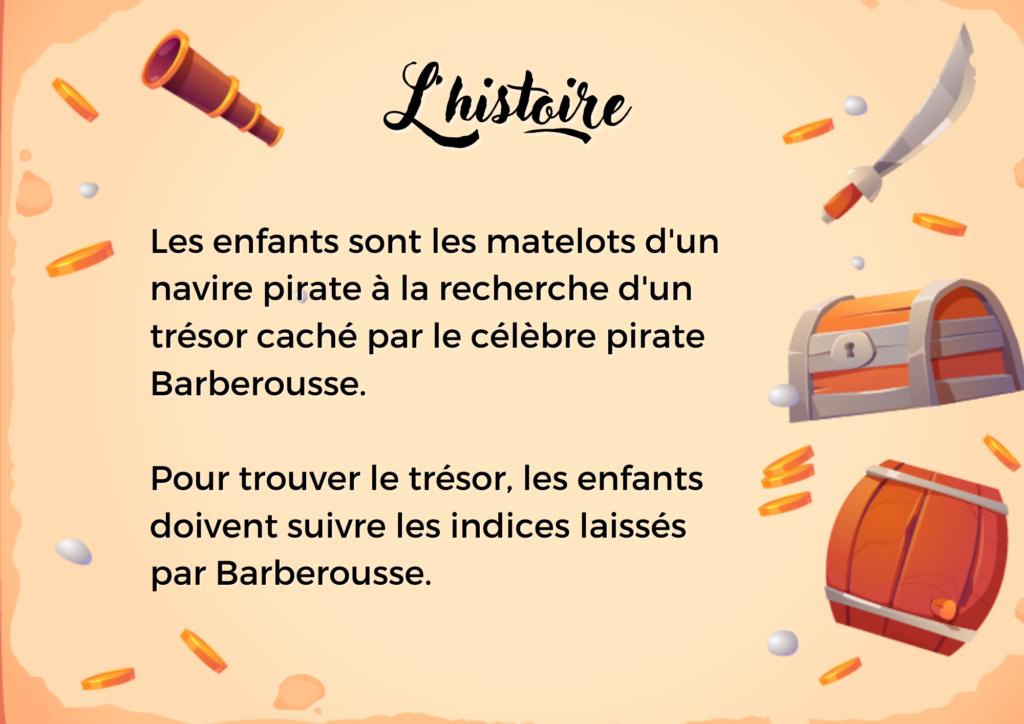 L'histoire
Les enfants sont les matelots d'un
navire pirate à la recherche d'un
trésor caché par le célèbre pirate
Barberousse.
Pour trouver le trésor, les enfants
doivent suivre les indices laissés
par Barberousse.